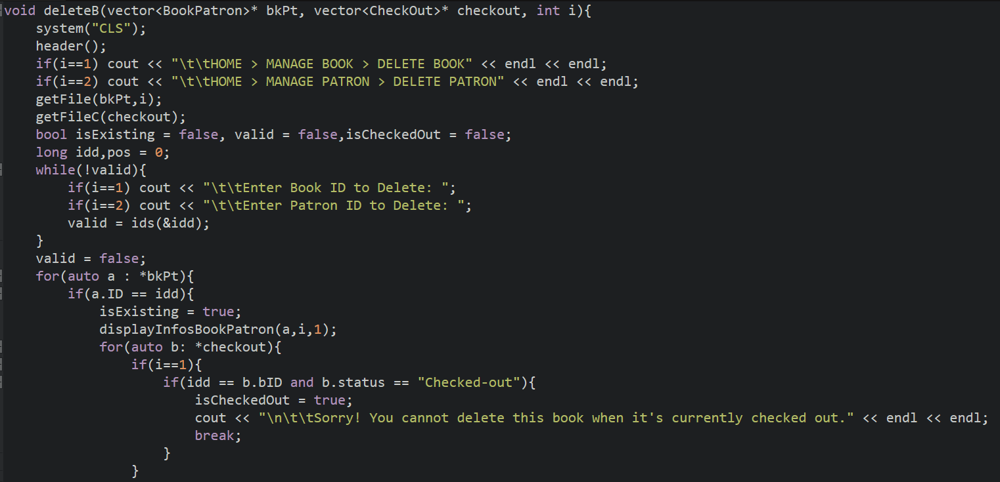 void deleteB(vector<BookPatron>* bkPt, vector<CheckOut>* checkout, int i){
    system("CLS");
    header();
    if(i==1) cout << "\t\tHOME > MANAGE BOOK > DELETE BOOK" << endl << endl;
    if(i==2) cout << "\t\tHOME > MANAGE PATRON > DELETE PATRON" << endl << endl;
    getFile(bkPt,i);
    getFileC(checkout);
    bool isExisting = false, valid = false,isCheckedOut = false;
    long idd,pos = 0;
    while(!valid){
        if(i==1) cout << "\t\tEnter Book ID to Delete: ";
        if(i==2) cout << "\t\tEnter Patron ID to Delete: ";
        valid = ids(&idd);
    }
    valid = false;
    for(auto a : *bkPt){
        if(a.ID == idd){
            isExisting = true;
            displayInfosBookPatron(a,i,1);
            for(auto b: *checkout){
                if(i==1){
                    if(idd == b.bID and b.status == "Checked-out"){
                        isCheckedOut = true;
                        cout << "\n\t\tSorry! You cannot delete this book when it's currently checked out." << endl << endl;
                        break;
                    }
                }